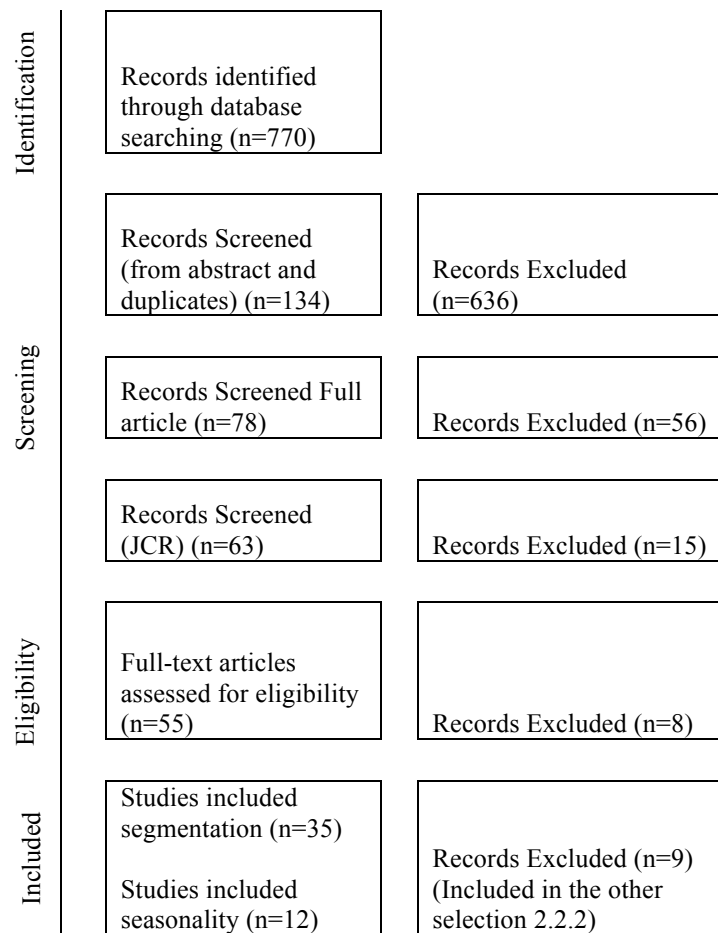 Identification
Records identified
through database
searching (n=770)
Screening
Records Screened
(from abstract and
duplicates) (n=134)
Records Excluded
(n=636)
Records Screened Full
article (n=78)
Records Excluded (n=56)
Records Screened
(JCR) (n=63)
Records Excluded (n=15)
Eligibility
Full-text articles
assessed for eligibility
(n=55)
Records Excluded (n=8)
Included
Studies included
segmentation (n=35)
Studies included
seasonality (n=12)
Records Excluded (n=9)
(Included in the other
selection 2.2.2)